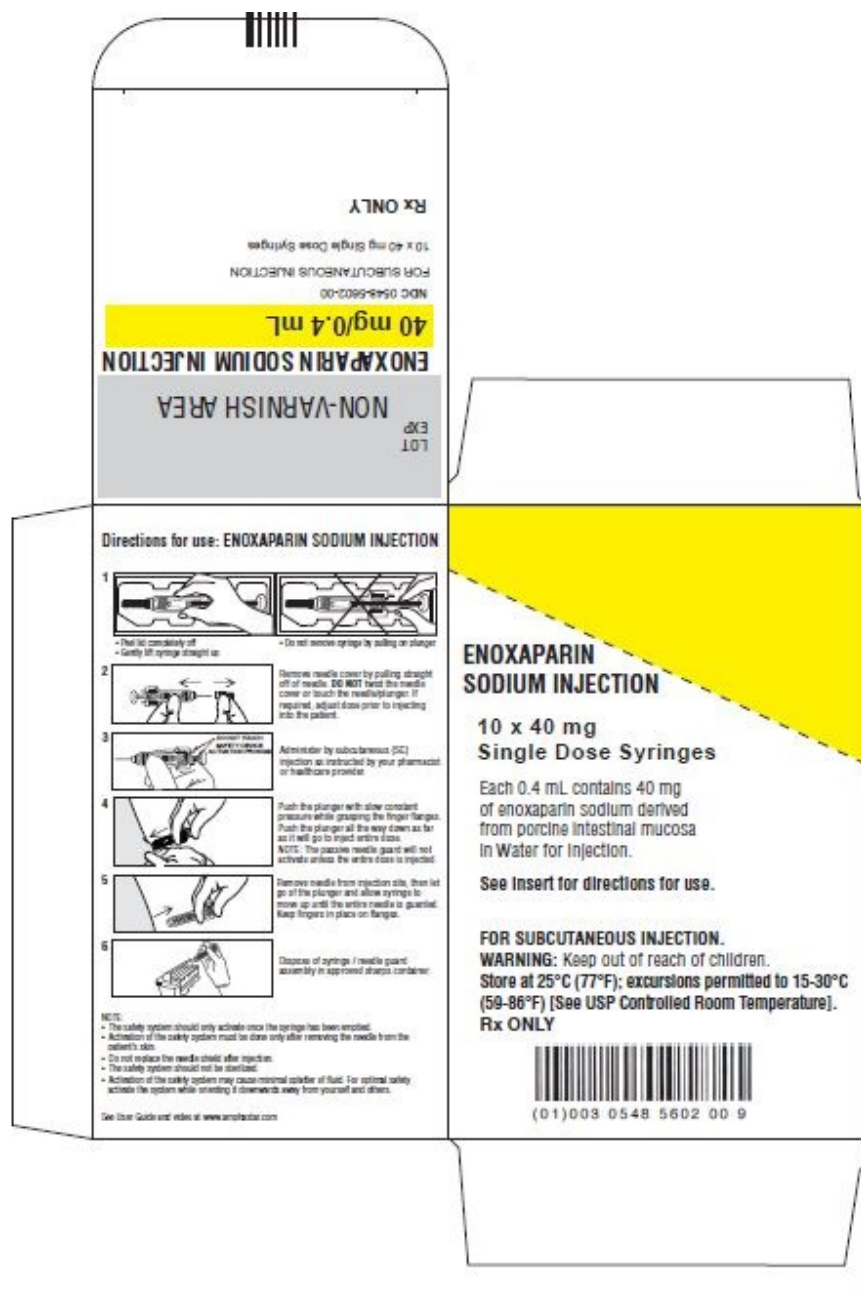 Rx ONLY
10 x 40 mg Single Dose Syringes
FOR SUBCUTANEOUS INJECTION
NDC 0548-5602-00
40 mg/0.4 mL
ENOXAPARIN SODIUM INJECTION
NON-VARNISH AREA
LOT
EXP
Directions for use: ENOXAPARIN SODIUM INJECTION
1
• Peel lid completely off
• Gently lift syringe straight up
• Do not remove syringe by pulling on plunger
2
Remove needle cover by pulling straight
off of needle. DO NOT twist the needle
cover or touch the needle/plunger. If
required, adjust dose prior to injecting
into the patient.
3
Administer by subcutaneous (SC)
injection as instructed by your pharmacist
or healthcare provider.
4
Push the plunger with slow constant
pressure while grasping the finger flanges.
Push the plunger all the way down as far
as it will go to inject entire dose.
NOTE: The passive needle guard will not
activate unless the entire dose is injected.
5
Remove needle from injection site, then let
go of the plunger and allow syringe to
move up until the entire needle is guarded.
Keep fingers in place on flanges.
6
Dispose of syringe / needle guard
assembly in approved sharps container.
NOTE:
• The safety system should only activate once the syringe has been emptied.
• Activation of the safety system must be done only after removing the needle from the
patient's skin.
• Do not replace the needle shield after injection.
• The safety system should not be sterilized.
• Activation of the safety system may cause minimal splatter of fluid. For optimal safety
activate the system while orienting it downwards away from yourself and others.
See User Guide and video at www.amphastar.com
ENOXAPARIN
SODIUM INJECTION
10 x 40 mg
Single Dose Syringes
Each 0.4 mL contains 40 mg
of enoxaparin sodium derived
from porcine intestinal mucosa
in Water for Injection.
See insert for directions for use.
FOR SUBCUTANEOUS INJECTION.
WARNING: Keep out of reach of children.
Store at 25°C (77°F); excursions permitted to 15-30°C
(59-86°F) [See USP Controlled Room Temperature].
Rx ONLY
(01)003 0548 5602 00 9